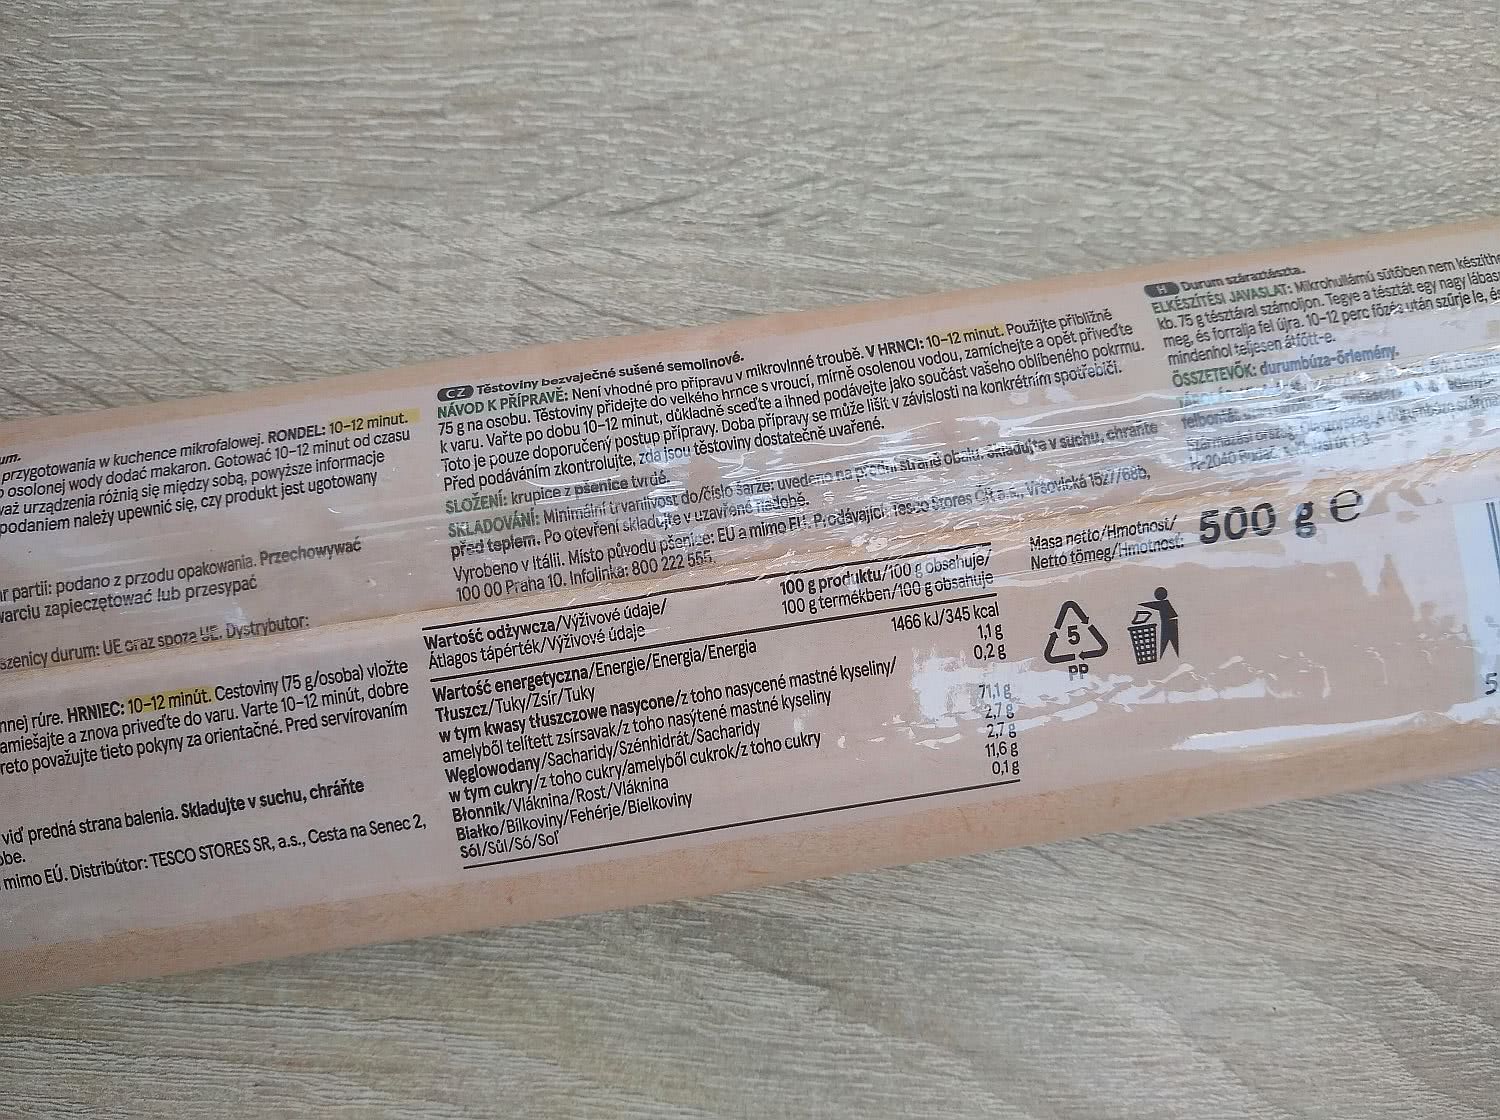 um.
przygotowania w kuchence mikrofalowej. RONDEL: 10–12 minut.
osolonej wody dodać makaron. Gotować 10–12 minut od czasu
waż urządzenia różnią się między sobą, powyższe informacje
podaniem należy upewnić się, czy produkt jest ugotowany
r partii: podano z przodu opakowania. Przechowywać
warciu zapieczętować lub przesypać
szenicy durum: UE oraz spoza UE. Dystrybutor:
nnej rúre. HRNIEC: 10–12 minút. Cestoviny (75 g/osoba) vložte
amiešajte a znova priveďte do varu. Varte 10–12 minút, dobre
reto považujte tieto pokyny za orientačné. Pred servírovaním
viď predná strana balenia. Skladujte v suchu, chráňte
obe.
mimo EÚ. Distribútor: TESCO STORES SR, a.s., Cesta na Senec 2,
CZ Těstoviny bezvaječné sušené semolinové.
NÁVOD K PŘÍPRAVĚ: Není vhodné pro přípravu v mikrovlnné troubě. V HRNCI: 10–12 minut. Použijte přibližně
75 g na osobu. Těstoviny přidejte do velkého hrnce s vroucí, mírně osolenou vodou, zamíchejte a opět přiveďte
k varu. Vařte po dobu 10–12 minut, důkladně sceďte a ihned podávejte jako součást vašeho oblíbeného pokrmu.
Toto je pouze doporučený postup přípravy. Doba přípravy se může lišit v závislosti na konkrétním spotřebiči.
Před podáváním zkontrolujte, zda jsou těstoviny dostatečně uvařené.
SLOŽENÍ: krupice z pšenice tvrdé.
SKLADOVÁNÍ: Minimální trvanlivost do/číslo šarže: uvedeno na přední straně obalu. Skladujte v suchu, chraňte
před teplem. Po otevření skladujte v uzavřené nádobě.
Vyrobeno v Itálii. Místo původu pšenice: EU a mimo EU. Prodávající: Tesco Stores ČR a.s., Vršovická 1527/68b,
100 00 Praha 10. Infolinka: 800 222 555.
Wartość odżywcza/Výživové údaje/
Átlagos tápérték/Výživové údaje
100 g produktu/100 g obsahuje/
100 g termékben/100 g obsahuje
Wartość energetyczna/Energie/Energia/Energia 1466 kJ/345 kcal
Tłuszcz/Tuky/Zsír/Tuky 1,1 g
w tym kwasy tłuszczowe nasycone/z toho nasycené mastné kyseliny/ 0,2 g
amelyből telített zsírsavak/z toho nasýtené mastné kyseliny
Węglowodany/Sacharidy/Szénhidrát/Sacharidy 71,1 g
w tym cukry/z toho cukry/amelyből cukrok/z toho cukry 2,7 g
Błonnik/Vláknina/Rost/Vláknina 2,7 g
Białko/Bílkoviny/Fehérje/Bielkoviny 11,6 g
Sól/Sůl/Só/Soľ 0,1 g
H Durum száraztészta.
ELKÉSZÍTÉSI JAVASLAT: Mikrohullámú sütőben nem készíthe
kb. 75 g tésztával számoljon. Tegye a tésztát egy nagy lábas
meg, és forralja fel újra. 10–12 perc főzés után szűrje le, és
mindenhol teljesen átfőtt-e.
ÖSSZETEVŐK: durumbúza-őrlemény.
H-2040
Masa netto/Hmotnost/
Nettó tömeg/Hmotnosť:
500 g e
5
PP
5